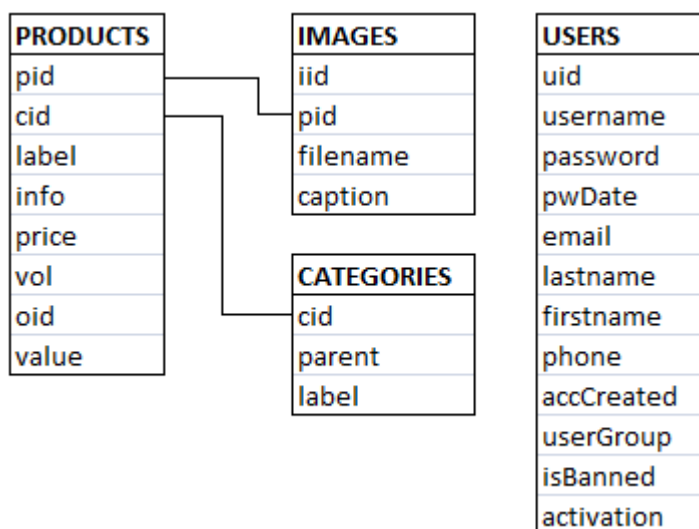 PRODUCTS
pid
cid
label
info
price
vol
oid
value
IMAGES
iid
pid
filename
caption
CATEGORIES
cid
parent
label
USERS
uid
username
password
pwDate
email
lastname
firstname
phone
accCreated
userGroup
isBanned
activation